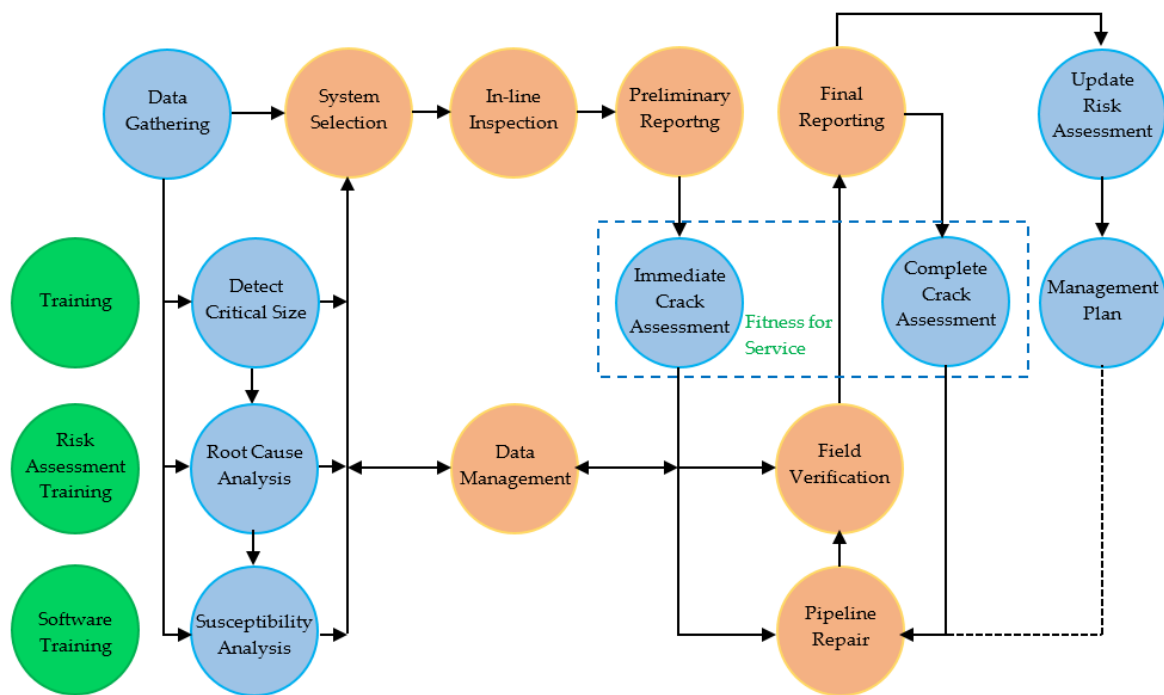 Data
Gathering
System
Selection
In-line
Inspection
Preliminary
Reportng
Final
Reporting
Update
Risk
Assessment
Training
Detect
Critical Size
Immediate
Crack
Assessment
Fitness for
Service
Complete
Crack
Assessment
Management
Plan
Risk
Assessment
Training
Root Cause
Analysis
Data
Management
Field
Verification
Software
Training
Susceptibility
Analysis
Pipeline
Repair